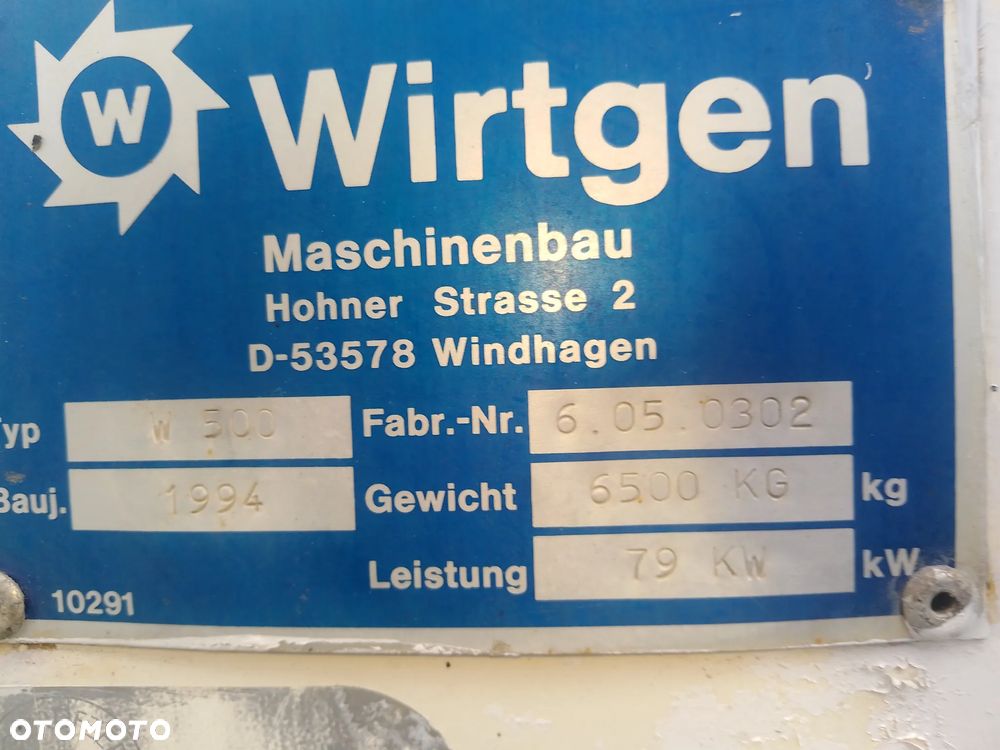 W
Wirtgen
Maschinenbau
Hohner Strasse 2
D-53578 Windhagen
Typ W 500 Fabr.-Nr. 6.05.0302
Bauj. 1994 Gewicht 6500 KG kg
Leistung 79 KW kW
10291
OTOMOTO